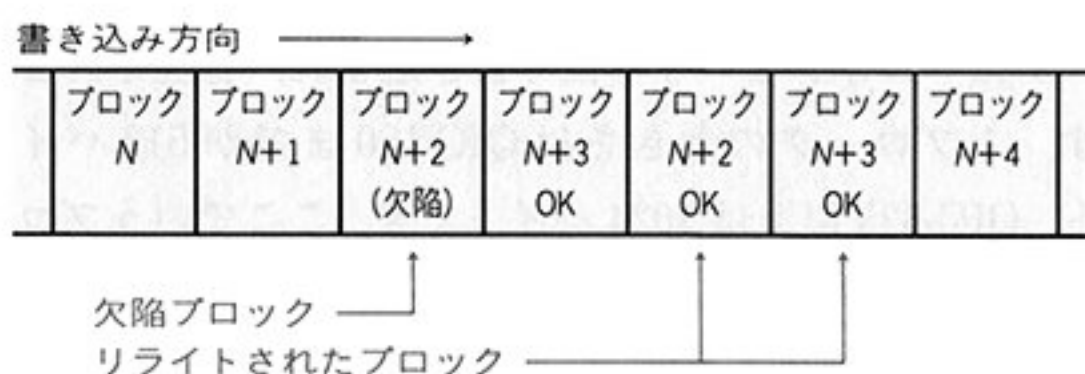 書き込み方向
ブロック ブロック ブロック ブロック ブロック ブロック ブロック
N N+1 N+2 N+3 N+2 N+3 N+4
(欠陥) OK OK OK
欠陥ブロック
リライトされたブロック